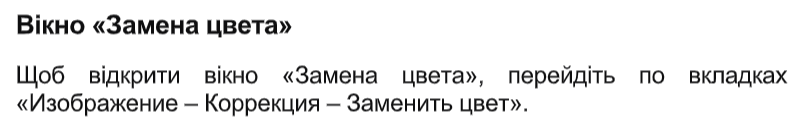 Вікно «Замена цвета»
Щоб відкрити вікно «Замена цвета», перейдіть по вкладках
«Изображение – Коррекция – Заменить цвет».